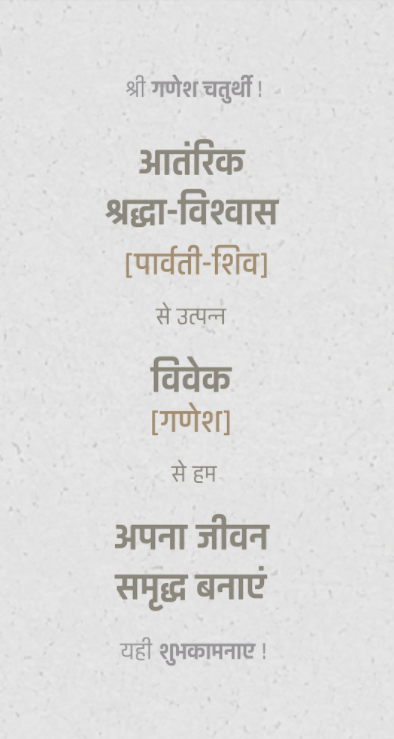 श्री गणेश चतुर्थी !
आतंरिक
श्रद्धा-विश्वास
[पार्वती-शिव]
से उत्पन्न
विवेक
[गणेश]
से हम
अपना जीवन
समृद्ध बनाएं
यही शुभकामनाए !